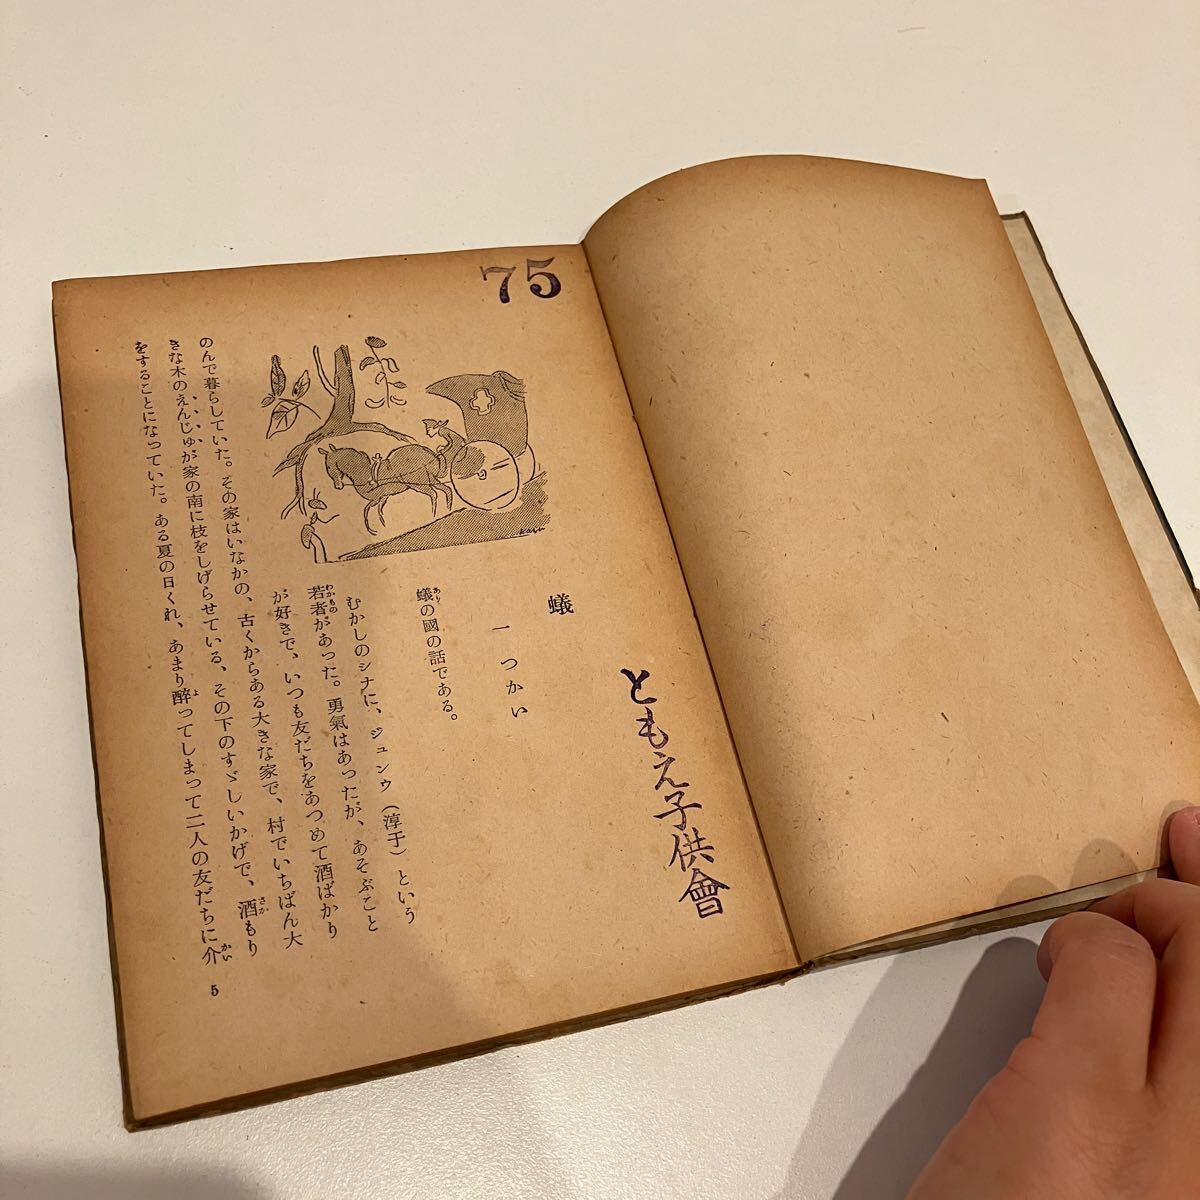 75
ともえ子供會
蟻
一つかい
蟻の國の話である。
むかしのシナに、ジュンウ(淳于)という
若者があった。勇氣はあったが、あそぶこと
が好きで、いつも友だちをあつめて酒ばかり
のんで暮らしていた。その家はいなかの、古くからある大きな家で、村でいちばん大
きな木のえんじゅが家の南に枝をしげらせている、その下のすゞしいかげで、酒もり
をすることになっていた。ある夏の日くれ、あまり醉ってしまって二人の友だちに介
5